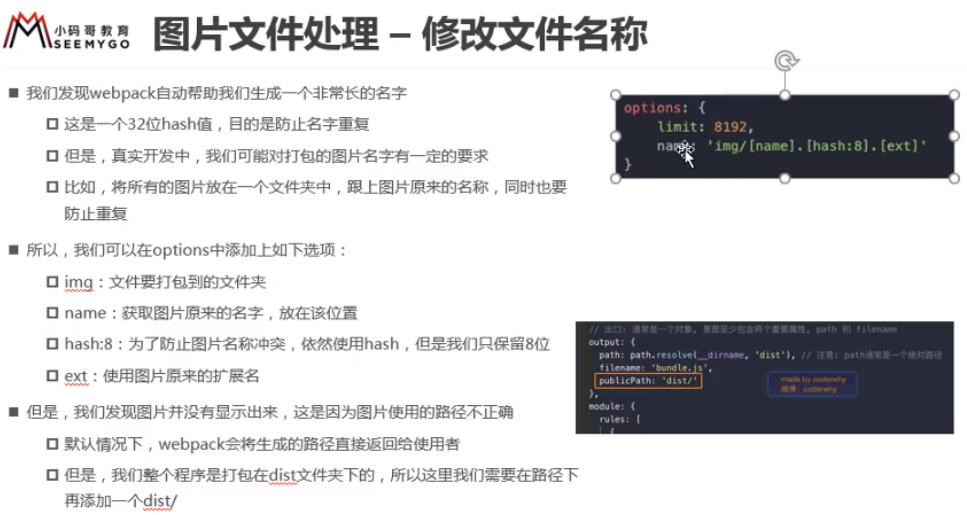 小码哥教育
SEEMYGO
图片文件处理 – 修改文件名称
我们发现webpack自动帮助我们生成一个非常长的名字
这是一个32位hash值，目的是防止名字重复
但是，真实开发中，我们可能对打包的图片名字有一定的要求
比如，将所有的图片放在一个文件夹中，跟上图片原来的名称，同时也要
防止重复
所以，我们可以在options中添加上如下选项：
img：文件要打包到的文件夹
name：获取图片原来的名字，放在该位置
hash:8：为了防止图片名称冲突，依然使用hash，但是我们只保留8位
ext：使用图片原来的扩展名
但是，我们发现图片并没有显示出来，这是因为图片使用的路径不正确
默认情况下，webpack会将生成的路径直接返回给使用者
但是，我们整个程序是打包在dist文件夹下的，所以这里我们需要在路径下
再添加一个dist/
options: {
limit: 8192,
name: 'img/[name].[hash:8].[ext]'
}
// 出口: 通常是一个对象, 里面至少包含两个重要属性, path 和 filename
output: {
path: path.resolve(__dirname, 'dist'), // 注意: path通常是一个绝对路径
filename: 'bundle.js',
publicPath: 'dist/'
},
module: {
rules: [
{
made by coderwhy
微博: coderwhy